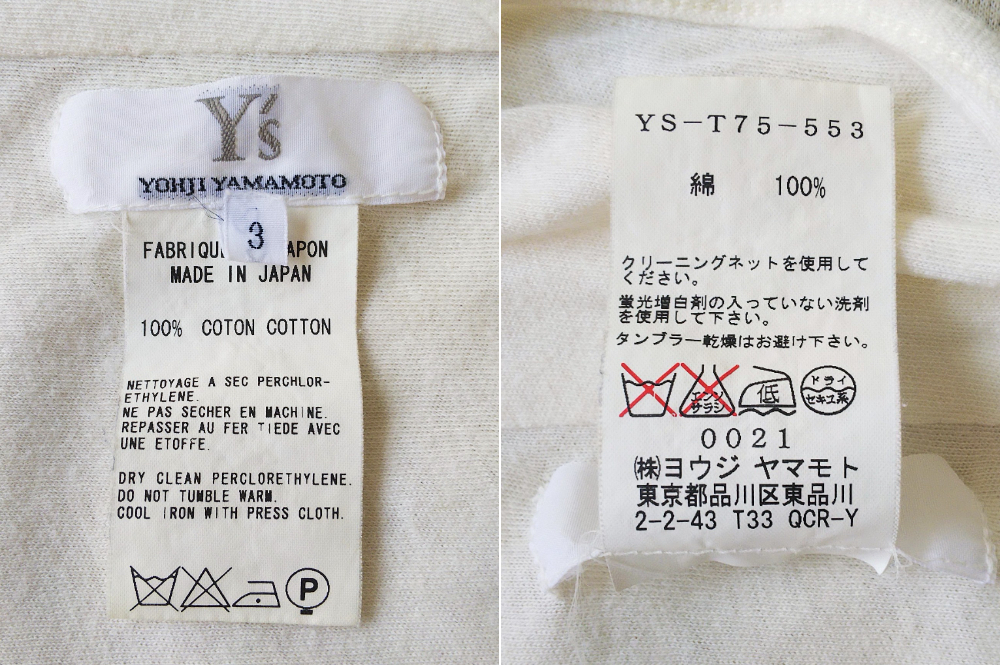 Y's
YOHJI YAMAMOTO
3
MADE IN JAPAN
100% COTON COTTON
NETTOYAGE A SEC PERCHLOR-
ETHYLENE.
NE PAS SECHER EN MACHINE.
REPASSER AU FER TIEDE AVEC
UNE ETOFFE.
DRY CLEAN PERCLORETHYLENE.
DO NOT TUMBLE WARM.
COOL IRON WITH PRESS CLOTH.
P
YS-T75-553
綿 100%
クリーニングネットを使用して
ください。
蛍光増白剤の入っていない洗剤
を使用して下さい。
タンブラー乾燥はお避け下さい。
エンソ
サラシ
低
ドライ
セキユ系
0021
㈱ヨウジ ヤマモト
東京都品川区東品川
2-2-43 T33 QCR-Y